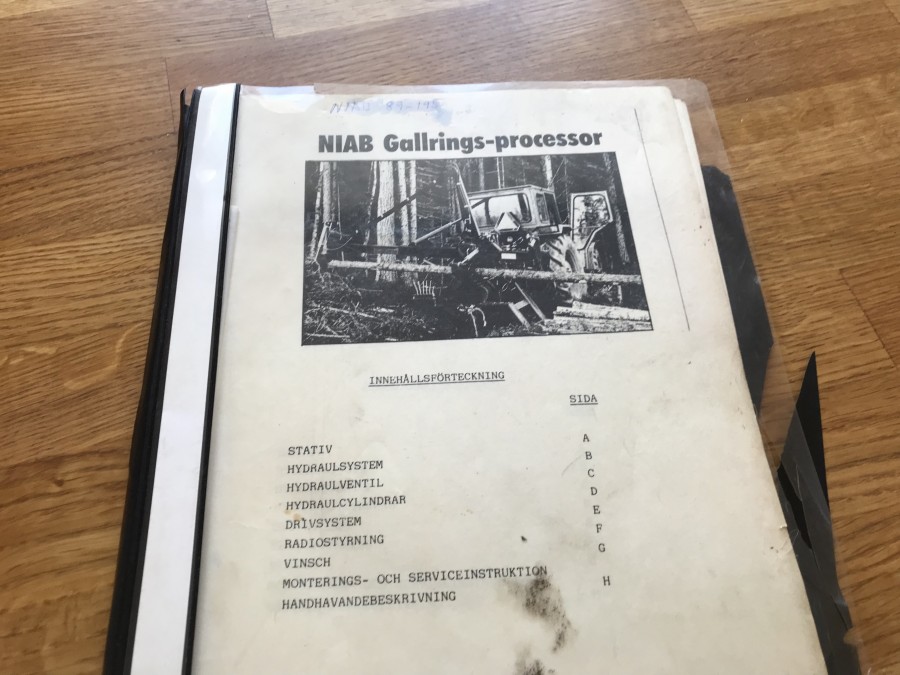 NIAB Gallrings-processor
INNEHÅLLSFÖRTECKNING
SIDA
STATIV A
HYDRAULSYSTEM B
HYDRAULVENTIL C
HYDRAULCYLINDRAR D
DRIVSYSTEM E
RADIOSTYRNING F
VINSCH G
MONTERINGS- OCH SERVICEINSTRUKTION
HANDHAVANDEBESKRIVNING H